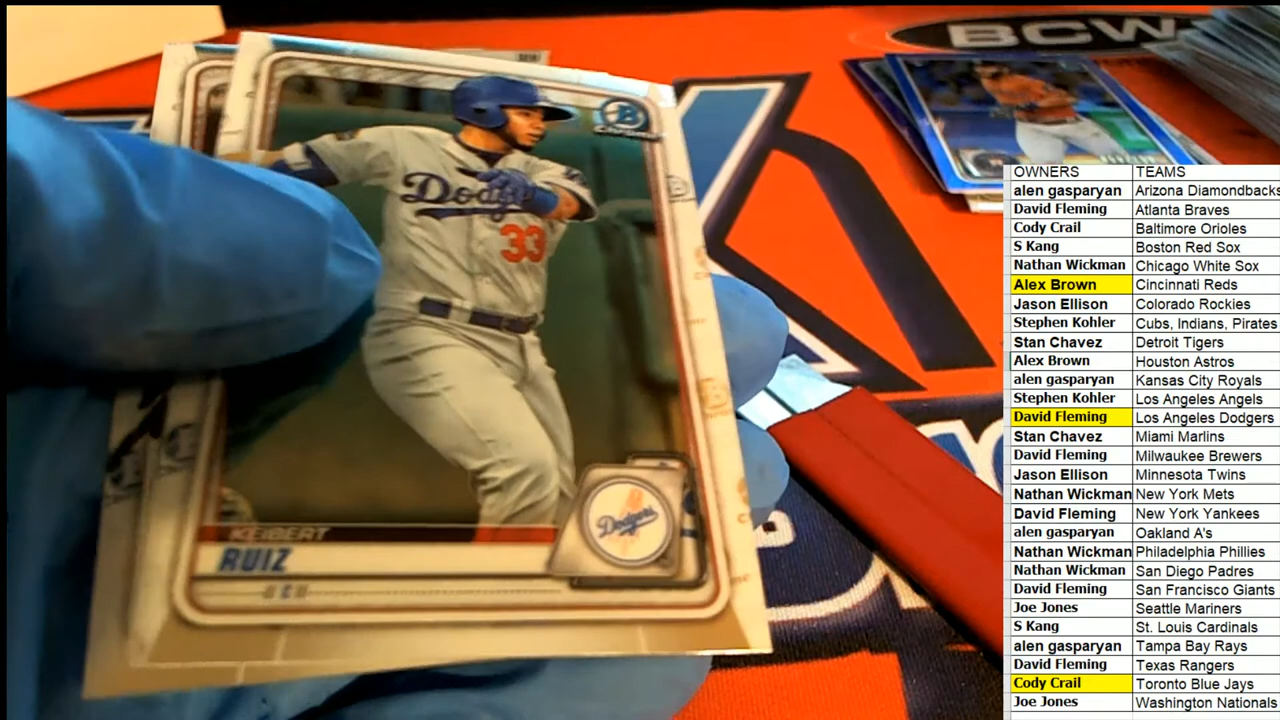 BCW
Dodgers
33
KEIBERT
RUIZ
C
Dodgers
OWNERS TEAMS
alen gasparyan Arizona Diamondbacks
David Fleming Atlanta Braves
Cody Crail Baltimore Orioles
S Kang Boston Red Sox
Nathan Wickman Chicago White Sox
Alex Brown Cincinnati Reds
Jason Ellison Colorado Rockies
Stephen Kohler Cubs, Indians, Pirates
Stan Chavez Detroit Tigers
Alex Brown Houston Astros
alen gasparyan Kansas City Royals
Stephen Kohler Los Angeles Angels
David Fleming Los Angeles Dodgers
Stan Chavez Miami Marlins
David Fleming Milwaukee Brewers
Jason Ellison Minnesota Twins
Nathan Wickman New York Mets
David Fleming New York Yankees
alen gasparyan Oakland A's
Nathan Wickman Philadelphia Phillies
Nathan Wickman San Diego Padres
David Fleming San Francisco Giants
Joe Jones Seattle Mariners
S Kang St. Louis Cardinals
alen gasparyan Tampa Bay Rays
David Fleming Texas Rangers
Cody Crail Toronto Blue Jays
Joe Jones Washington Nationals